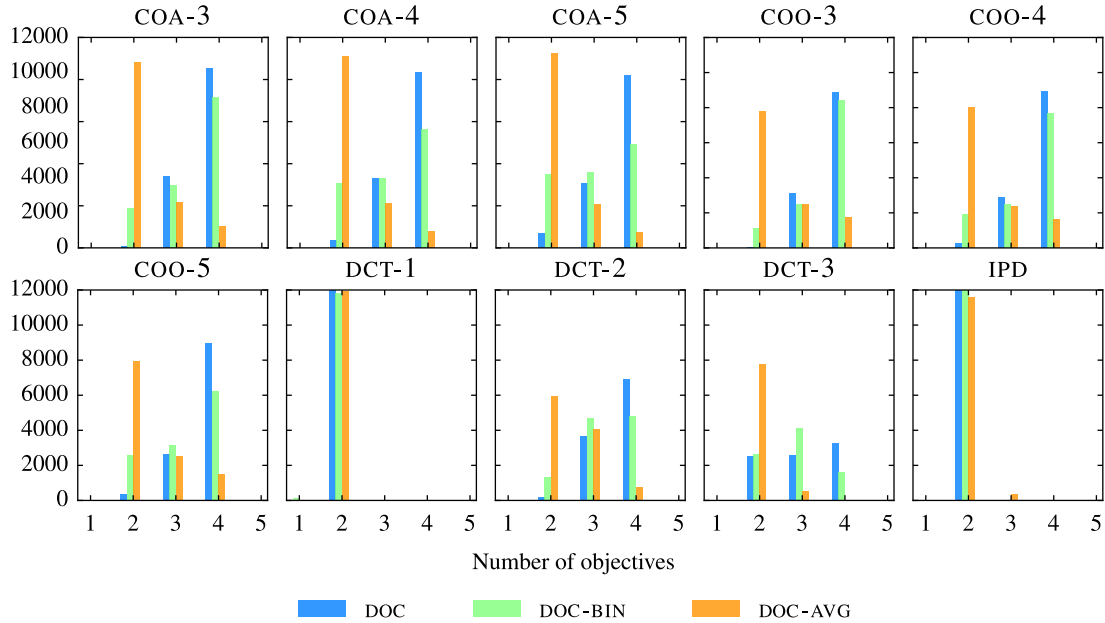 COA-3 COA-4 COA-5 COO-3 COO-4
12000
10000
8000
6000
4000
2000
0
COO-5 DCT-1 DCT-2 DCT-3 IPD
12000
10000
8000
6000
4000
2000
0
1 2 3 4 5 1 2 3 4 5 1 2 3 4 5 1 2 3 4 5 1 2 3 4 5
Number of objectives
DOC DOC-BIN DOC-AVG